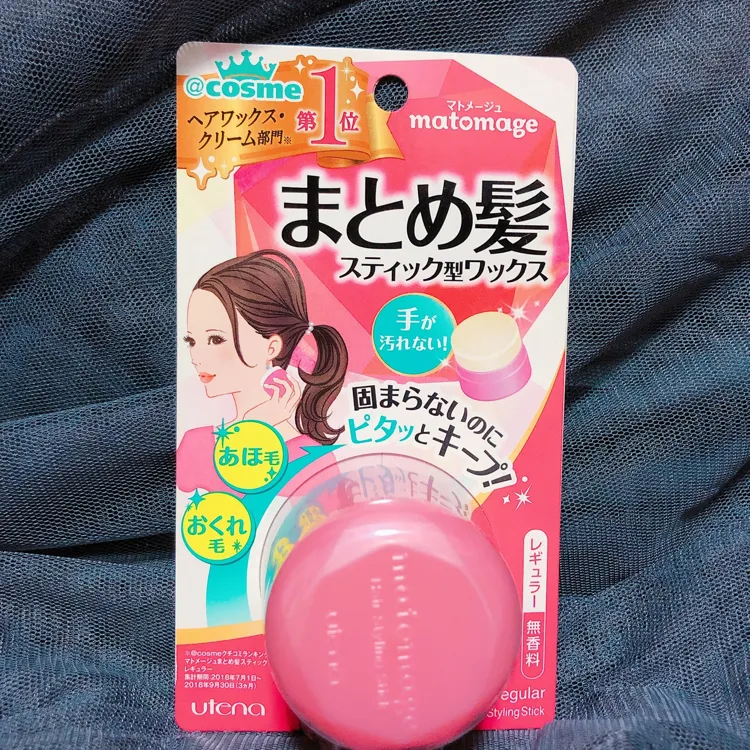 @cosme
ヘアワックス・
クリーム部門※
第1位
マトメージュ
matomage
まとめ髪
スティック型ワックス
手が
汚れない!
固まらないのに
ピタッとキープ!
あほ毛
おくれ
毛
レギュラー
無香料
※@cosmeクチコミランキン
マトメージュまとめ髪スティック
レギュラー
集計期間:2018年7月1日~
2018年9月30日(3ヵ月)
utena
egular
Styling Stick
matomage
Hair Styling Stick
utena